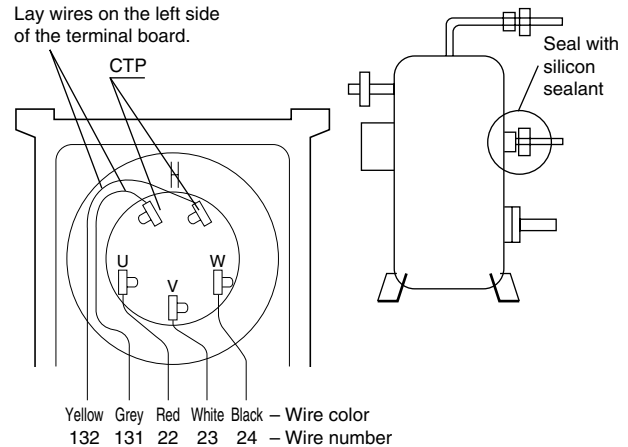 Lay wires on the left side
of the terminal board.
CTP
Seal with
silicon
sealant
U
V
W
Yellow Grey Red White Black – Wire color
132 131 22 23 24 – Wire number